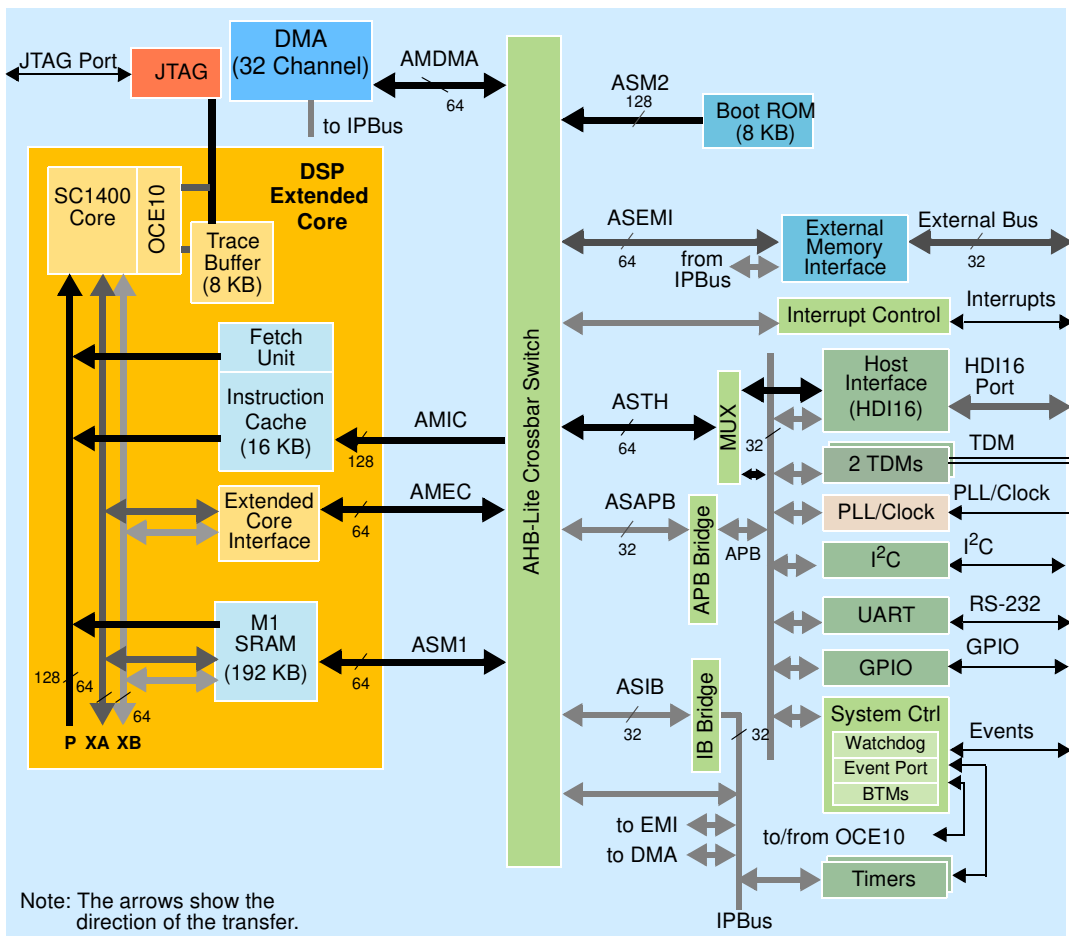 JTAG Port
JTAG
DMA
(32 Channel)
to IPBus
AMDMA
64
ASM2
128
Boot ROM
(8 KB)
DSP
Extended
Core
SC1400
Core
OCE10
Trace
Buffer
(8 KB)
Fetch
Unit
Instruction
Cache
(16 KB)
AMIC
128
Extended
Core
Interface
AMEC
64
M1
SRAM
(192 KB)
ASM1
64
128
64
64
P
XA
XB
AHB-Lite Crossbar Switch
ASEMI
64
from
IPBus
External
Memory
Interface
External Bus
32
Interrupt Control
Interrupts
ASTH
64
MUX
32
Host
Interface
(HDI16)
HDI16
Port
2 TDMs
TDM
ASAPB
32
APB Bridge
APB
PLL/Clock
PLL/Clock
I2C
I2C
UART
RS-232
GPIO
GPIO
ASIB
32
IB Bridge
32
System Ctrl
Watchdog
Event Port
BTMs
Events
to EMI
to DMA
to/from OCE10
Timers
IPBus
Note: The arrows show the
direction of the transfer.